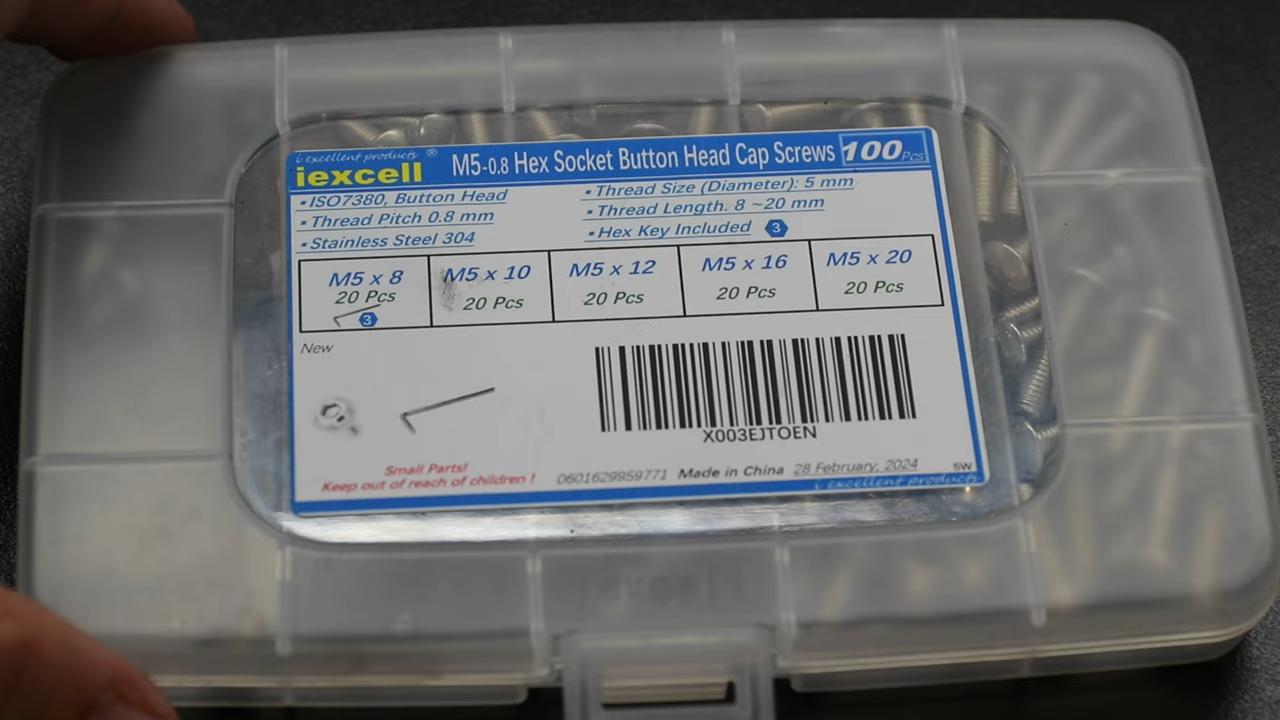 i excellent products ®
iexcell
M5-0.8 Hex Socket Button Head Cap Screws 100 Pcs
▪ ISO7380, Button Head
▪ Thread Pitch 0.8 mm
▪ Stainless Steel 304
▪ Thread Size (Diameter): 5 mm
▪ Thread Length. 8 ~20 mm
▪ Hex Key Included 3
M5 x 8
20 Pcs
3
M5 x 10
20 Pcs
M5 x 12
20 Pcs
M5 x 16
20 Pcs
M5 x 20
20 Pcs
New
X003EJTOEN
Small Parts!
Keep out of reach of children !
0601629959771 Made in China 28 February, 2024 5W
i excellent products